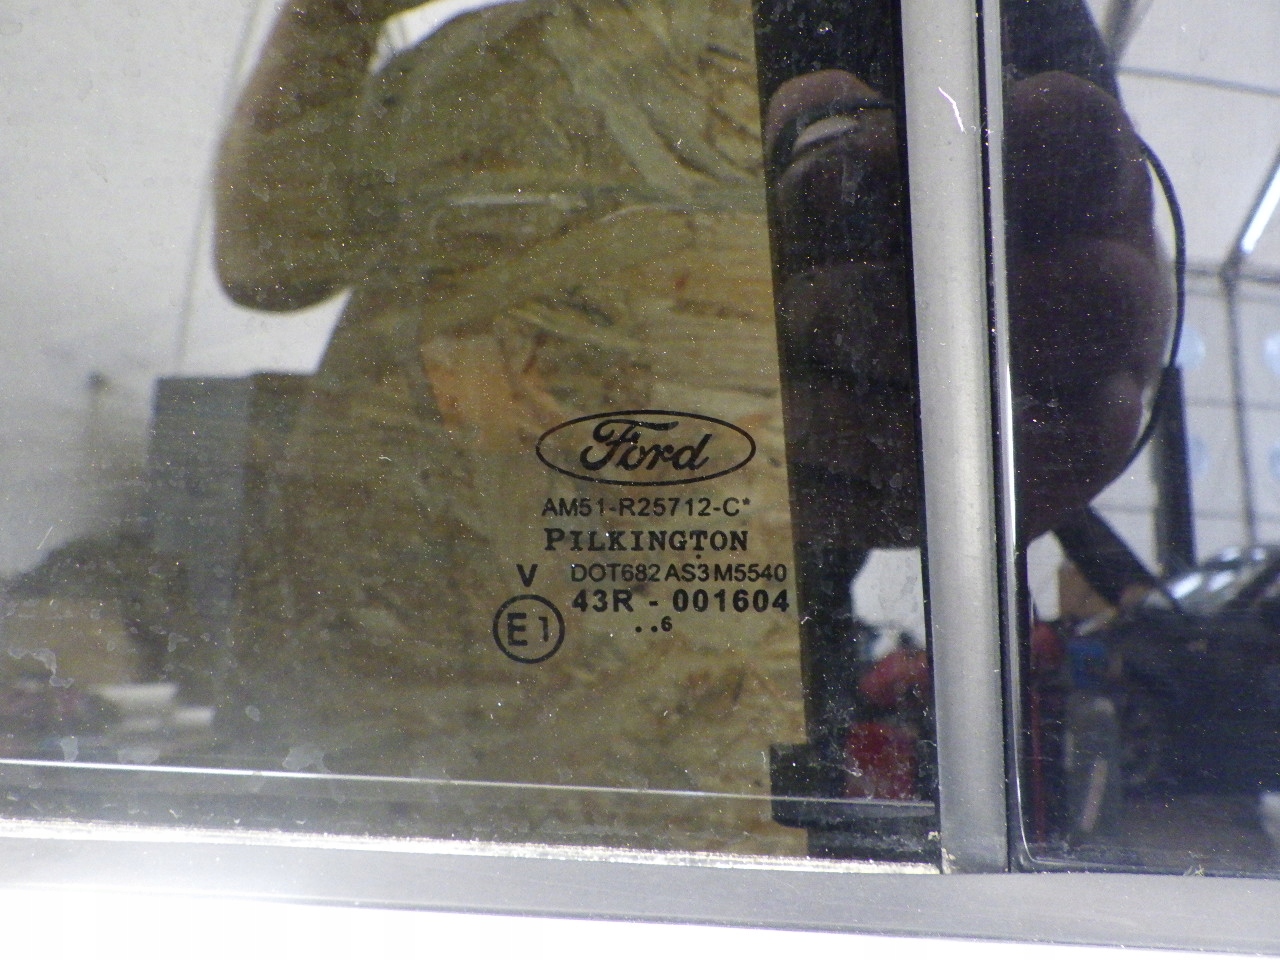 Ford
AM51-R25712-C*
PILKINGTON
V DOT682 AS3 M5540
E1 43R - 001604
..6